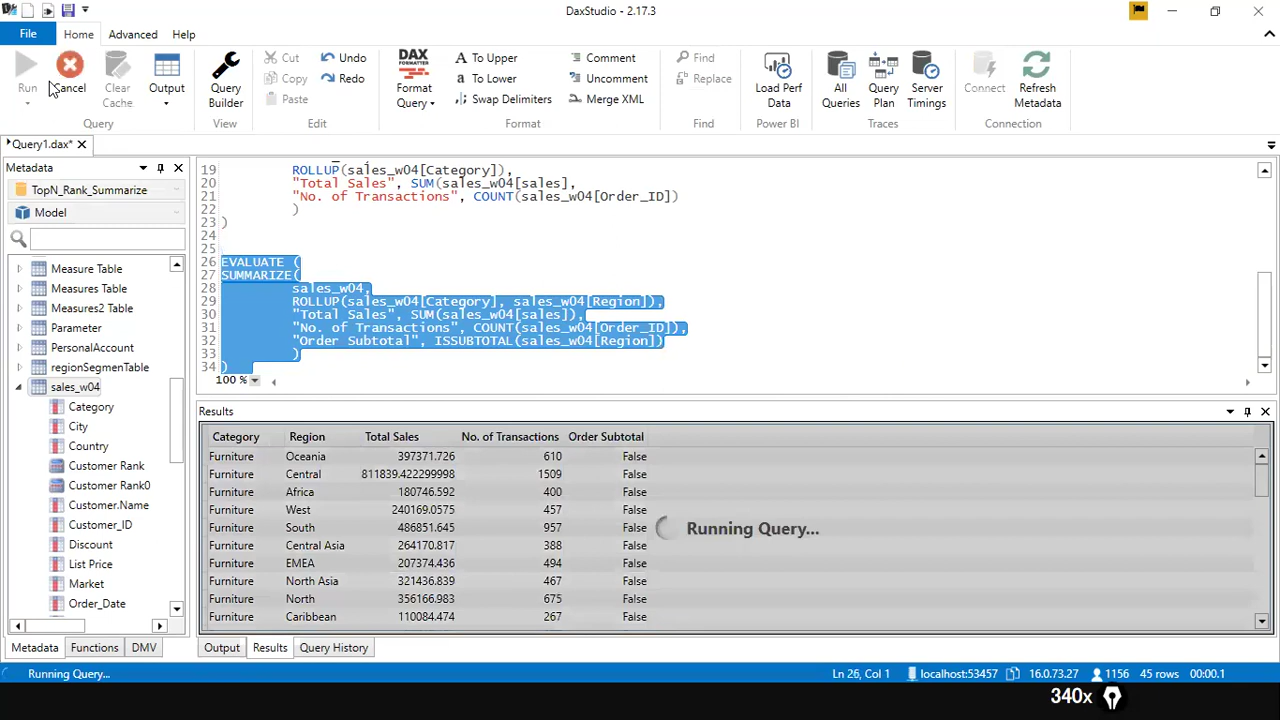 DaxStudio - 2.17.3
File
Home
Advanced
Help
Run
Cancel
Clear
Cache
Output
Query
Query
Builder
View
Cut
Copy
Paste
Undo
Redo
Edit
DAX
FORMATTER
Format
Query
To Upper
To Lower
Swap Delimiters
Comment
Uncomment
Merge XML
Format
Find
Replace
Find
Load Perf
Data
Power BI
All
Queries
Query
Plan
Server
Timings
Traces
Connect
Refresh
Metadata
Connection
*Query1.dax*
Metadata
TopN_Rank_Summarize
Model
Measure Table
Measures Table
Measures2 Table
Parameter
PersonalAccount
regionSegmenTable
sales_w04
Category
City
Country
Customer Rank
Customer Rank0
Customer.Name
Customer_ID
Discount
List Price
Market
Order_Date
Metadata
Functions
DMV
19 ROLLUP(sales_w04[Category]),
20 "Total Sales", SUM(sales_w04[sales],
21 "No. of Transactions", COUNT(sales_w04[Order_ID])
22 )
23 )
24
25
26 EVALUATE (
27 SUMMARIZE(
28 sales_w04,
29 ROLLUP(sales_w04[Category], sales_w04[Region]),
30 "Total Sales", SUM(sales_w04[sales]),
31 "No. of Transactions", COUNT(sales_w04[Order_ID]),
32 "Order Subtotal", ISSUBTOTAL(sales_w04[Region])
33 )
34 )
100 %
Results
Category Region Total Sales No. of Transactions Order Subtotal
Furniture Oceania 397371.726 610 False
Furniture Central 811839.422299998 1509 False
Furniture Africa 180746.592 400 False
Furniture West 240169.0575 457 False
Furniture South 486851.645 957 False
Furniture Central Asia 264170.817 388 False
Furniture EMEA 207374.436 494 False
Furniture North Asia 321436.839 467 False
Furniture North 356166.983 675 False
Furniture Caribbean 110084.474 267 False
Running Query...
Output
Results
Query History
Running Query...
Ln 26, Col 1
localhost:53457
16.0.73.27
1156
45 rows
00:00.1
340x